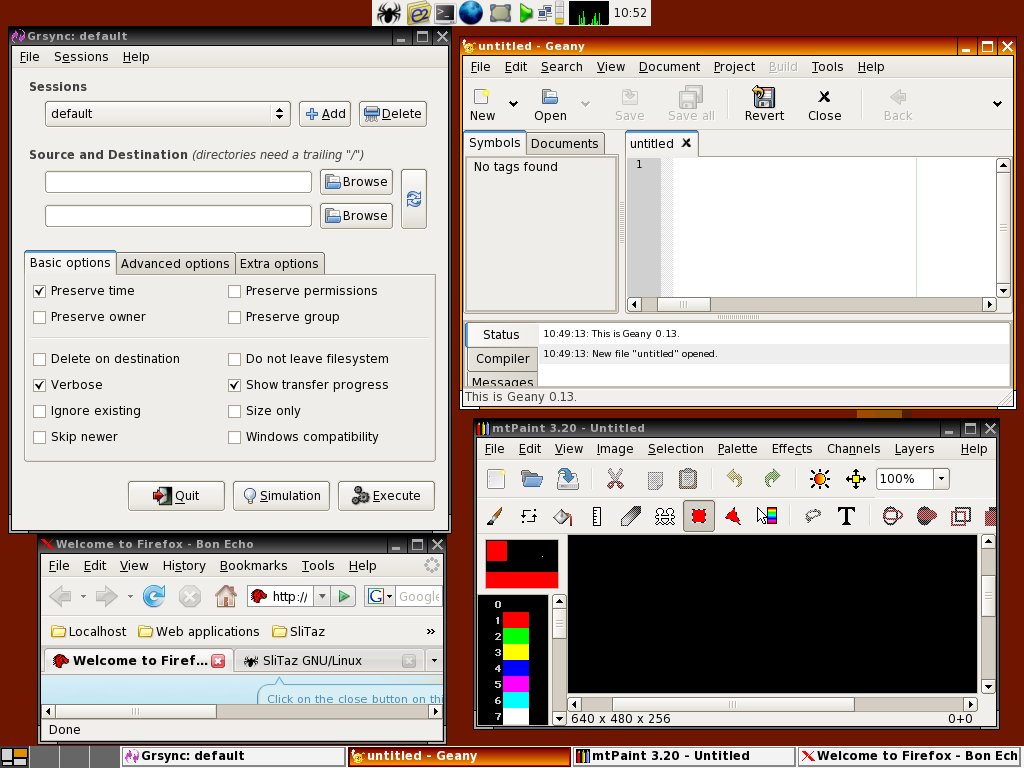 10:52
Grsync: default
File Sessions Help
Sessions
default
Add
Delete
Source and Destination (directories need a trailing "/")
Browse
Browse
Basic options
Advanced options
Extra options
Preserve time
Preserve permissions
Preserve owner
Preserve group
Delete on destination
Do not leave filesystem
Verbose
Show transfer progress
Ignore existing
Size only
Skip newer
Windows compatibility
Quit
Simulation
Execute
untitled - Geany
File Edit Search View Document Project Build Tools Help
New Open Save Save all Revert Close Back
Symbols
Documents
untitled
No tags found
1
Status
Compiler
Messages
10:49:13: This is Geany 0.13.
10:49:13: New file "untitled" opened.
This is Geany 0.13.
Welcome to Firefox - Bon Echo
File Edit View History Bookmarks Tools Help
http://
G
Google
Localhost
Web applications
SliTaz
»
Welcome to Firef...
SliTaz GNU/Linux
Click on the close button on thi
Done
mtPaint 3.20 - Untitled
File Edit View Image Selection Palette Effects Channels Layers Help
100%
T
0
1
2
3
4
5
6
7
640 x 480 x 256
0+0
Grsync: default
untitled - Geany
mtPaint 3.20 - Untitled
Welcome to Firefox - Bon Ech